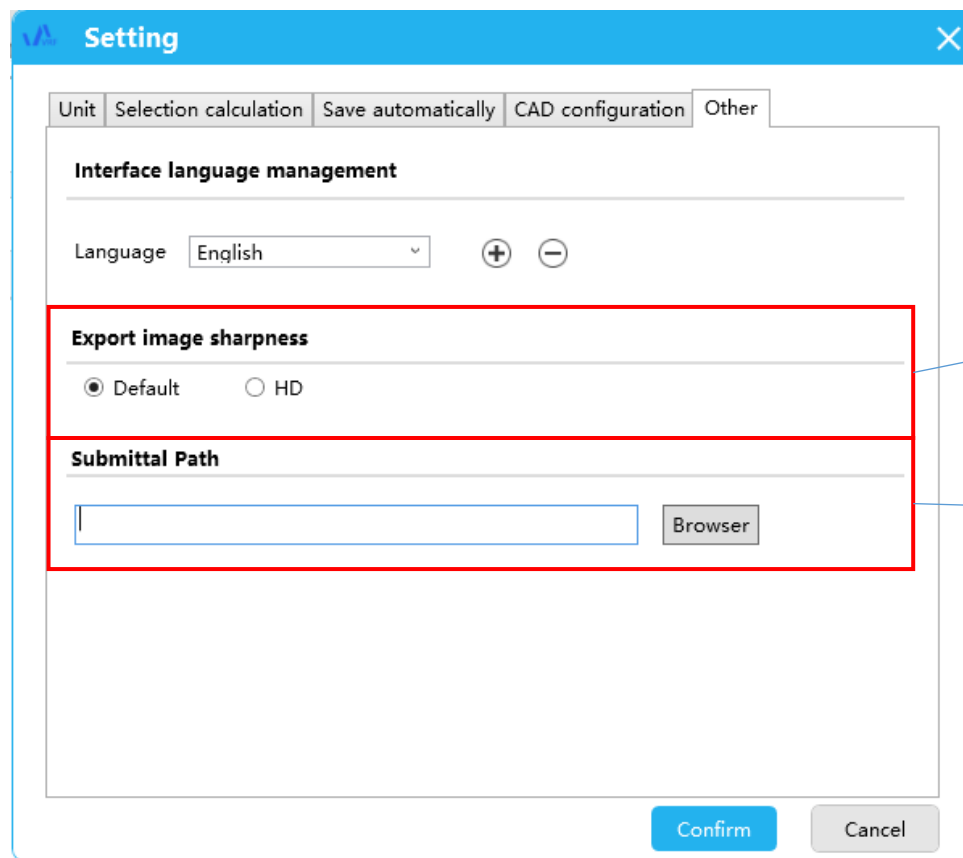 Setting
Unit Selection calculation Save automatically CAD configuration Other
Interface language management
Language English
Export image sharpness
Default HD
Submittal Path
Browser
Confirm Cancel